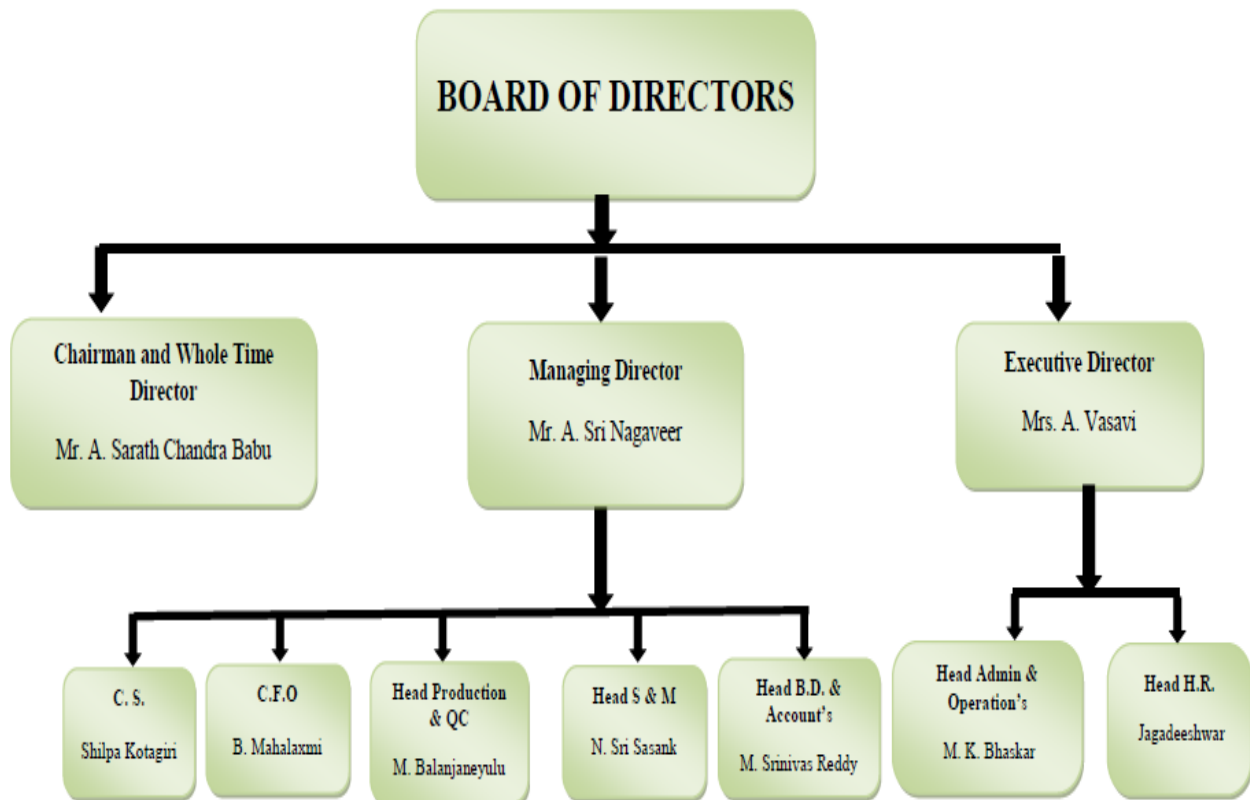 BOARD OF DIRECTORS
Chairman and Whole Time
Director
Mr. A. Sarath Chandra Babu
Managing Director
Mr. A. Sri Nagaveer
Executive Director
Mrs. A. Vasavi
C. S.
Shilpa Kotagiri
C.F.O
B. Mahalaxmi
Head Production
& QC
M. Balanjaneyulu
Head S & M
N. Sri Sasank
Head B.D. &
Account's
M. Srinivas Reddy
Head Admin &
Operation's
M. K. Bhaskar
Head H.R.
Jagadeeshwar